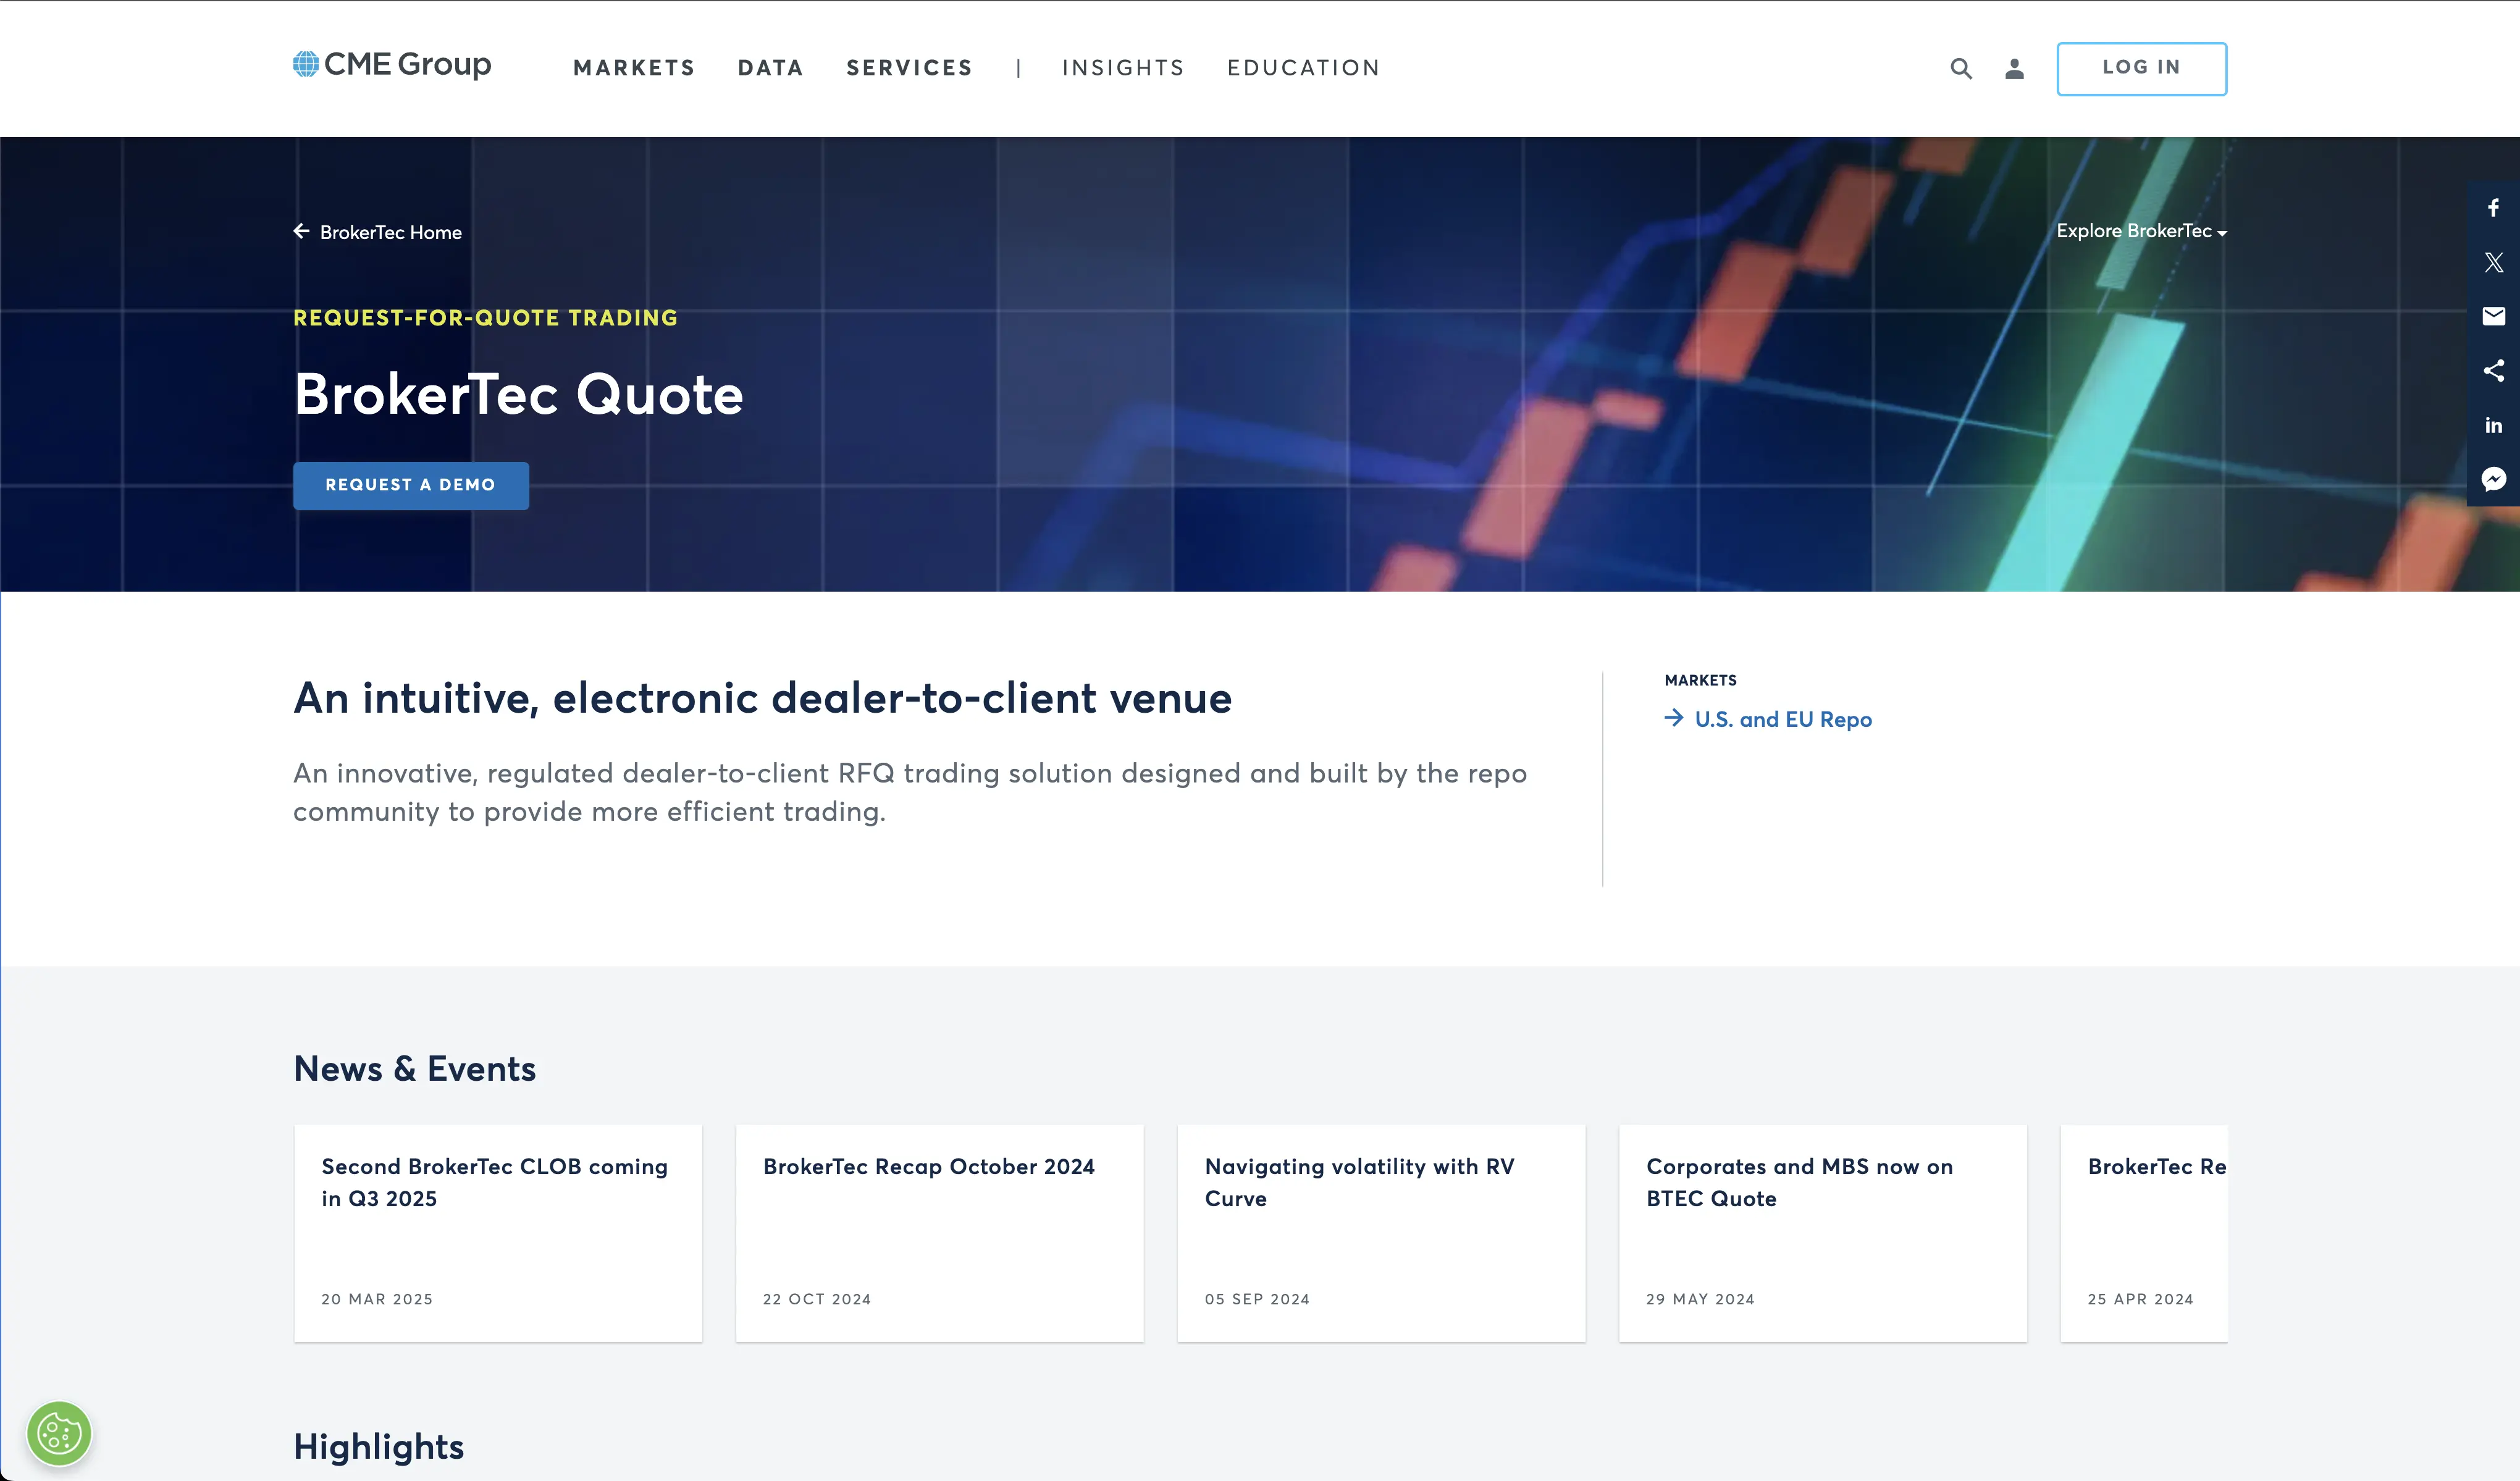 CME Group
MARKETS DATA SERVICES | INSIGHTS EDUCATION
LOG IN
BrokerTec Home
Explore BrokerTec
REQUEST-FOR-QUOTE TRADING
BrokerTec Quote
REQUEST A DEMO
An intuitive, electronic dealer-to-client venue
An innovative, regulated dealer-to-client RFQ trading solution designed and built by the repo
community to provide more efficient trading.
MARKETS
U.S. and EU Repo
News & Events
Second BrokerTec CLOB coming
in Q3 2025
20 MAR 2025
BrokerTec Recap October 2024
22 OCT 2024
Navigating volatility with RV
Curve
05 SEP 2024
Corporates and MBS now on
BTEC Quote
29 MAY 2024
BrokerTec Re
25 APR 2024
Highlights